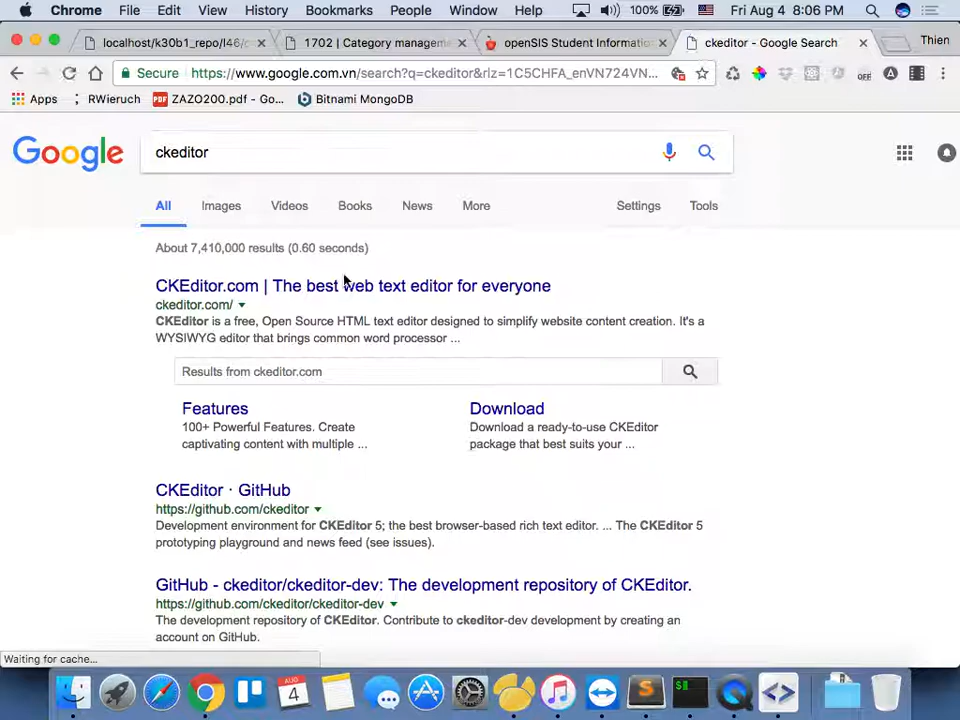 Chrome File Edit View History Bookmarks People Window Help 100% Fri Aug 4 8:06 PM
localhost/k30b1_repo/l46/c 1702 | Category manageme openSIS Student Informatio ckeditor - Google Search Thien
Secure https://www.google.com.vn/search?q=ckeditor&rlz=1C5CHFA_enVN724VN... OFF
Apps RWieruch PDF ZAZO200.pdf - Go... Bitnami MongoDB
Google ckeditor
All Images Videos Books News More Settings Tools
About 7,410,000 results (0.60 seconds)
CKEditor.com | The best web text editor for everyone
ckeditor.com/
CKEditor is a free, Open Source HTML text editor designed to simplify website content creation. It's a
WYSIWYG editor that brings common word processor ...
Results from ckeditor.com
Features Download
100+ Powerful Features. Create Download a ready-to-use CKEditor
captivating content with multiple ... package that best suits your ...
CKEditor · GitHub
https://github.com/ckeditor
Development environment for CKEditor 5; the best browser-based rich text editor. ... The CKEditor 5
prototyping playground and news feed (see issues).
GitHub - ckeditor/ckeditor-dev: The development repository of CKEditor.
https://github.com/ckeditor/ckeditor-dev
The development repository of CKEditor. Contribute to ckeditor-dev development by creating an
account on GitHub.
Waiting for cache...
AUG
4